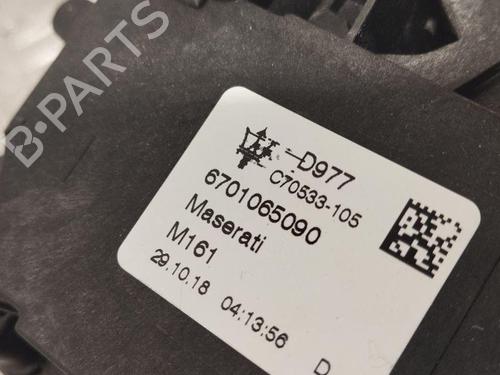 B-PARTS
D977
C70533-105
6701065090
Maserati
M161
29.10.18 04:13:56 D